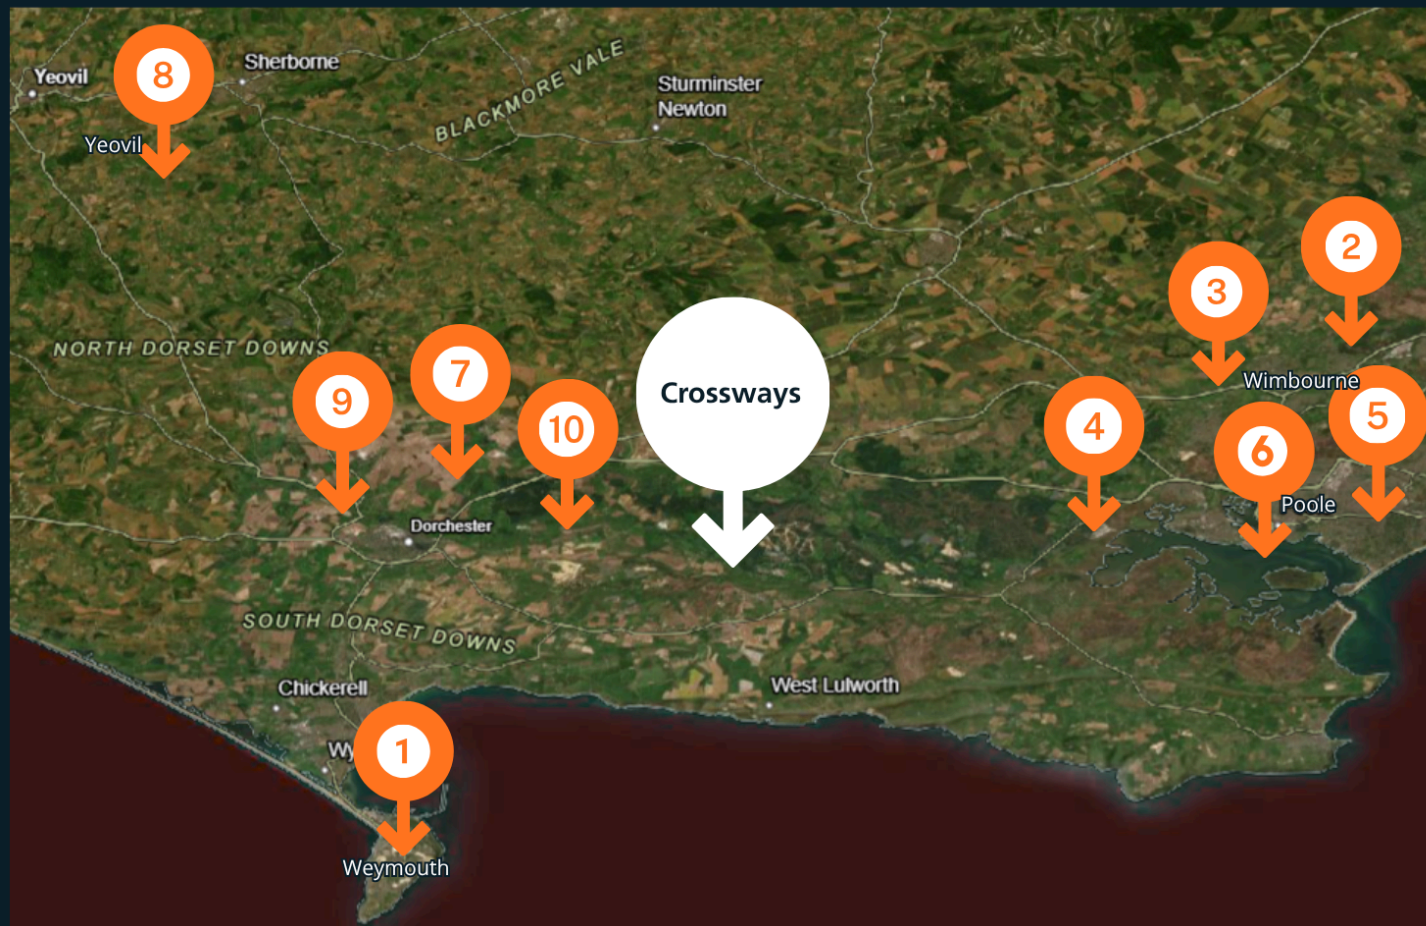 8
Sherborne
Yeovil
BLACKMORE VALE
Sturminster
Newton
Yeovil
2
3
NORTH DORSET DOWNS
7
9
10
Crossways
Wimbourne
4
5
6
Poole
Dorchester
SOUTH DORSET DOWNS
Chickerell
West Lulworth
Wy
1
Weymouth